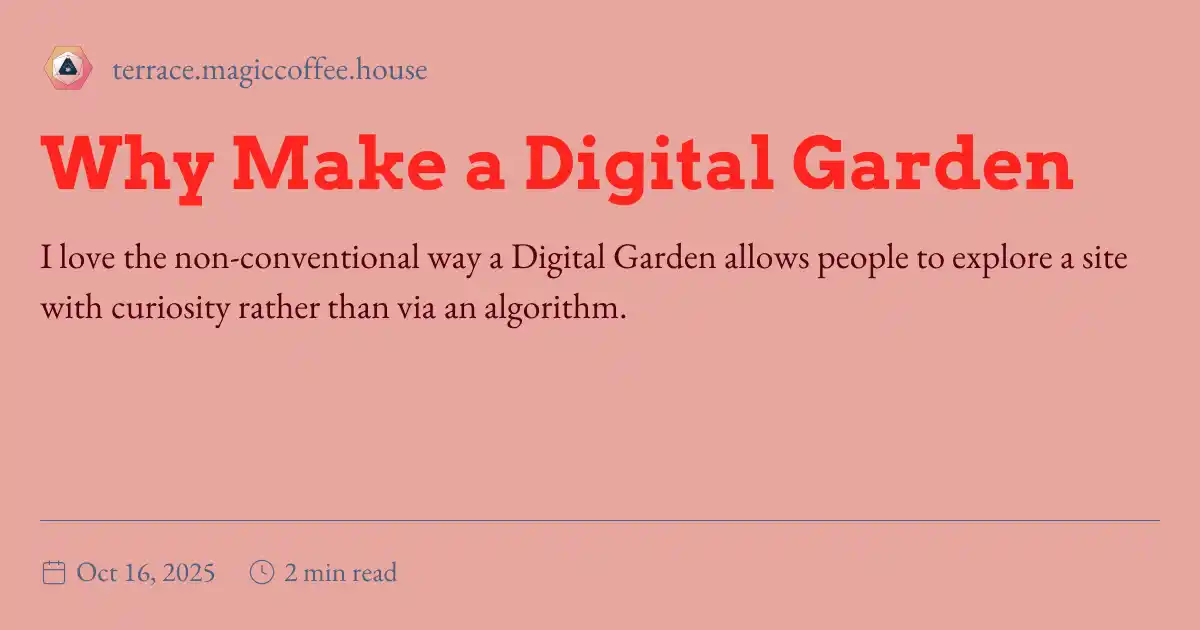 terrace.magiccoffee.house
Why Make a Digital Garden
I love the non-conventional way a Digital Garden allows people to explore a site
with curiosity rather than via an algorithm.
Oct 16, 2025 2 min read